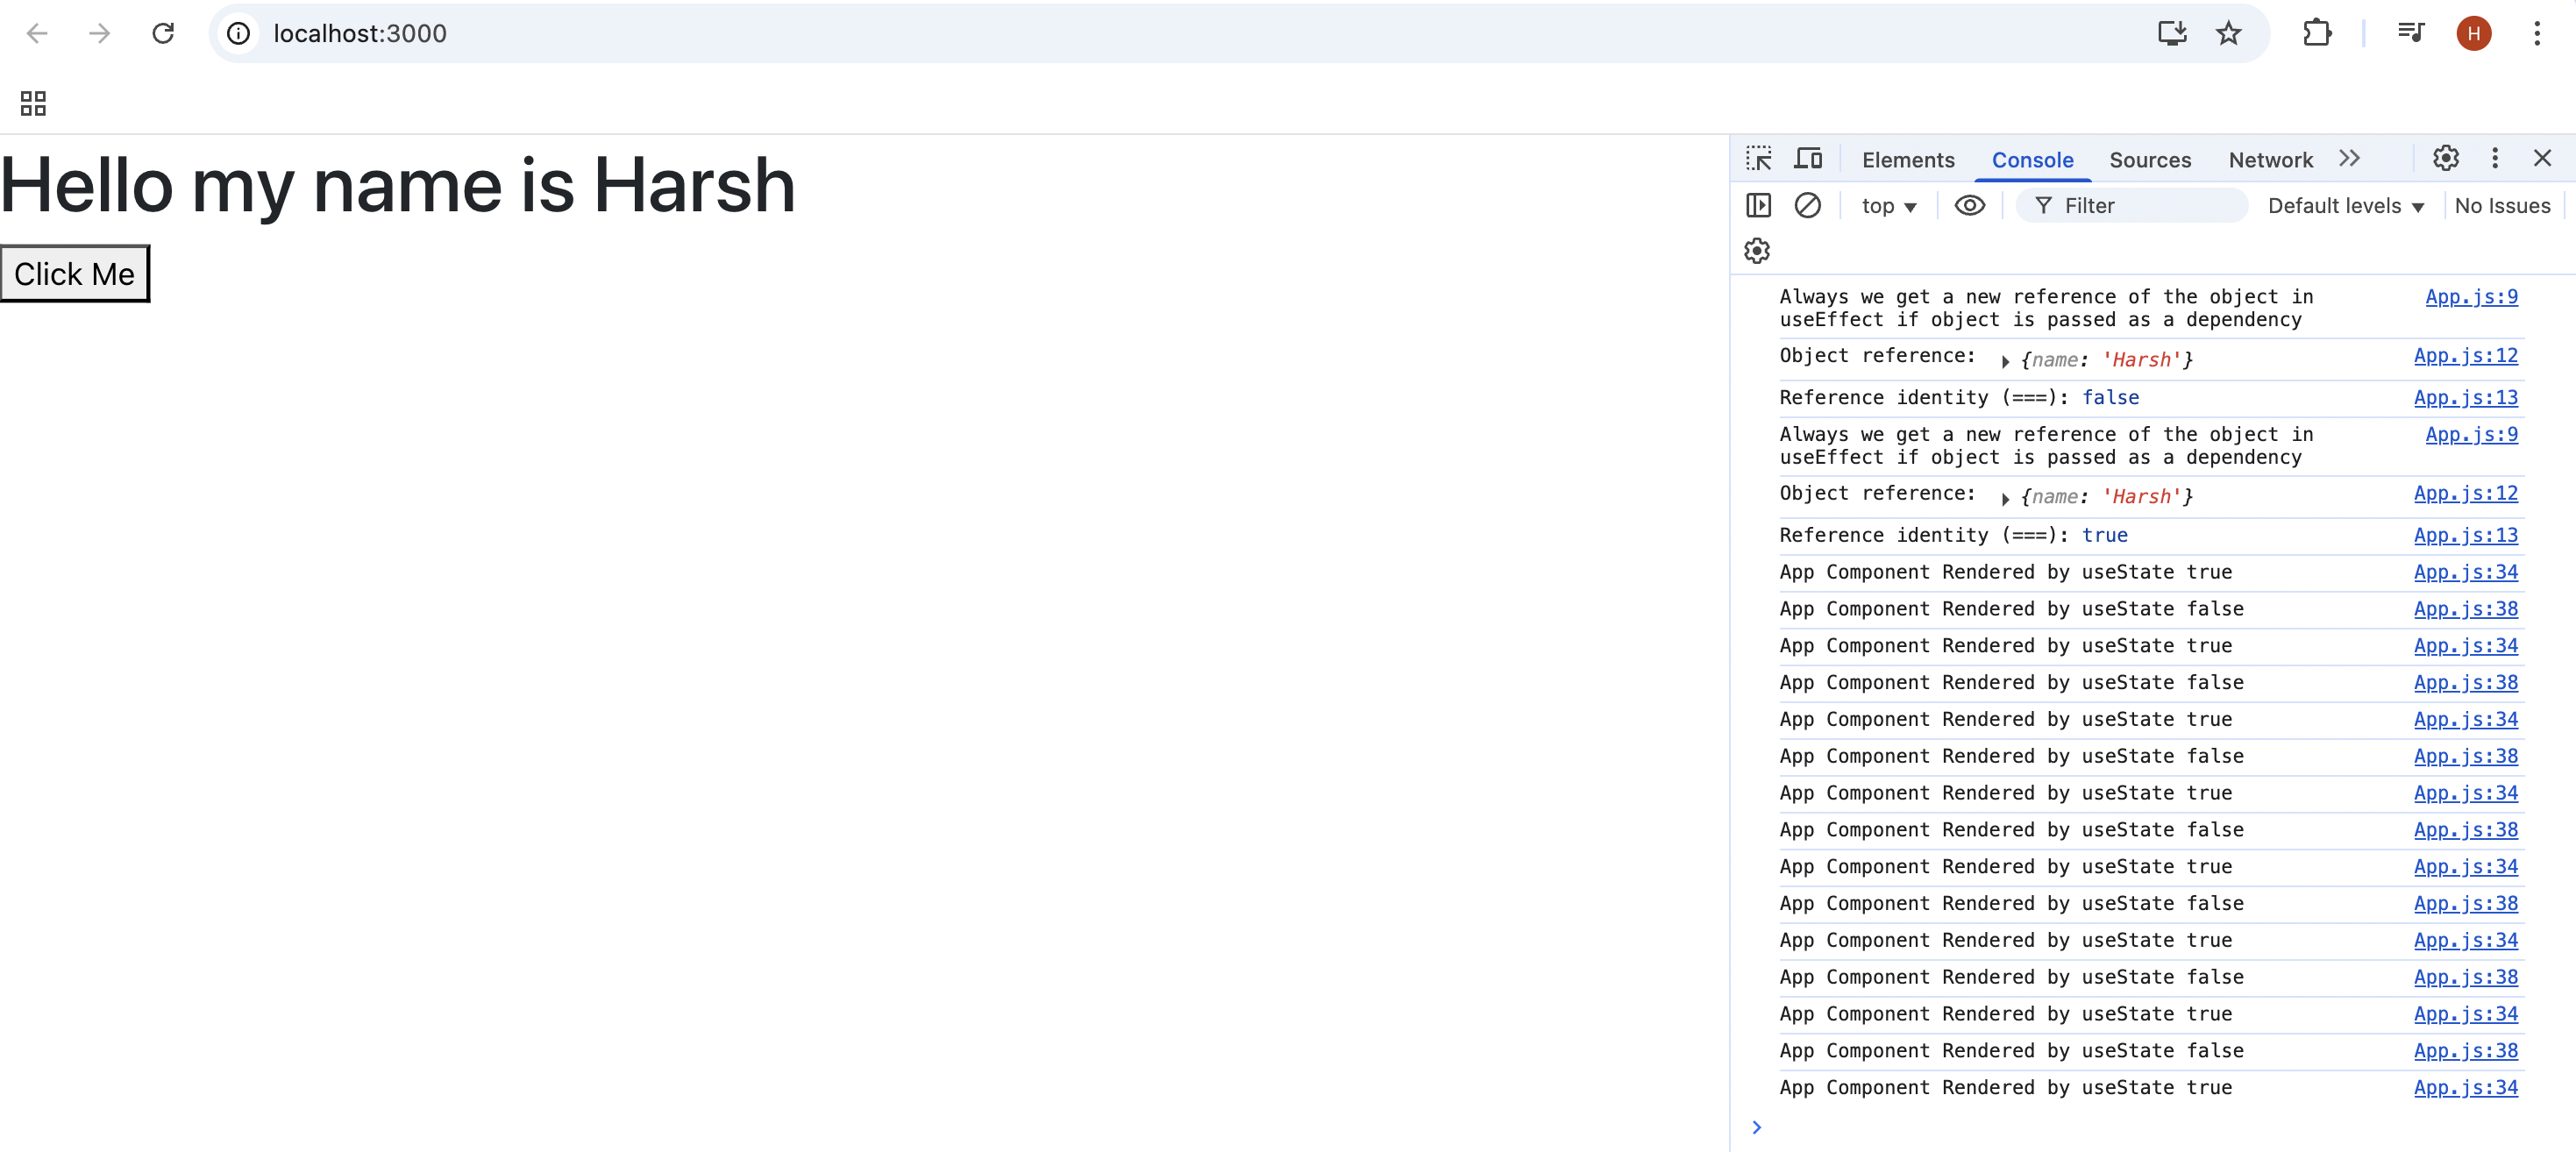 localhost:3000
H
Hello my name is Harsh
Click Me
Elements Console Sources Network
top Filter Default levels No Issues
Always we get a new reference of the object in App.js:9
useEffect if object is passed as a dependency
Object reference: {name: 'Harsh'} App.js:12
Reference identity (===): false App.js:13
Always we get a new reference of the object in App.js:9
useEffect if object is passed as a dependency
Object reference: {name: 'Harsh'} App.js:12
Reference identity (===): true App.js:13
App Component Rendered by useState true App.js:34
App Component Rendered by useState false App.js:38
App Component Rendered by useState true App.js:34
App Component Rendered by useState false App.js:38
App Component Rendered by useState true App.js:34
App Component Rendered by useState false App.js:38
App Component Rendered by useState true App.js:34
App Component Rendered by useState false App.js:38
App Component Rendered by useState true App.js:34
App Component Rendered by useState false App.js:38
App Component Rendered by useState true App.js:34
App Component Rendered by useState false App.js:38
App Component Rendered by useState true App.js:34
App Component Rendered by useState false App.js:38
App Component Rendered by useState true App.js:34